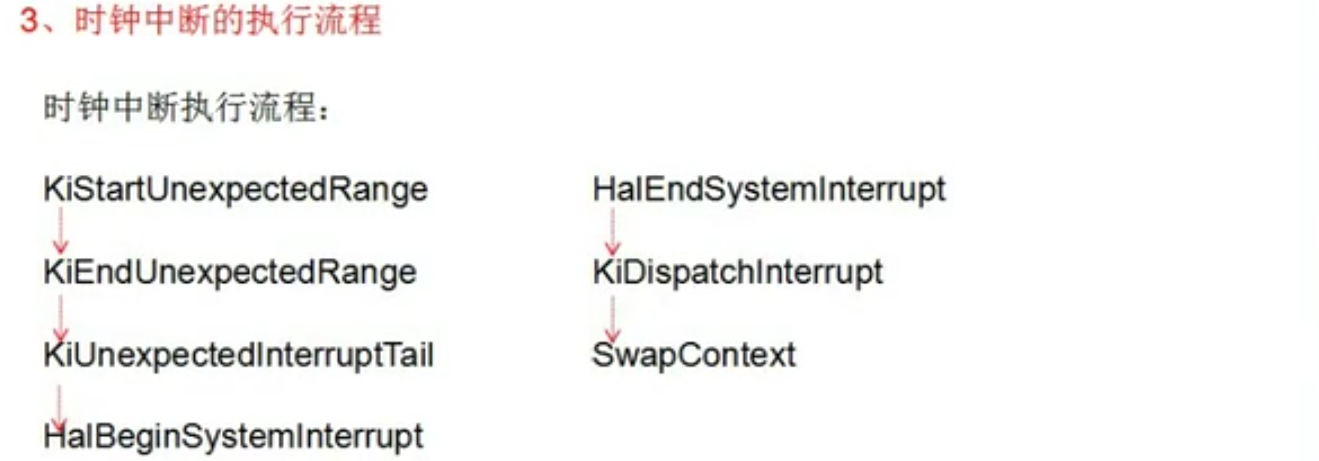 3、时钟中断的执行流程
时钟中断执行流程：
KiStartUnexpectedRange
KiEndUnexpectedRange
KiUnexpectedInterruptTail
HalBeginSystemInterrupt
HalEndSystemInterrupt
KiDispatchInterrupt
SwapContext